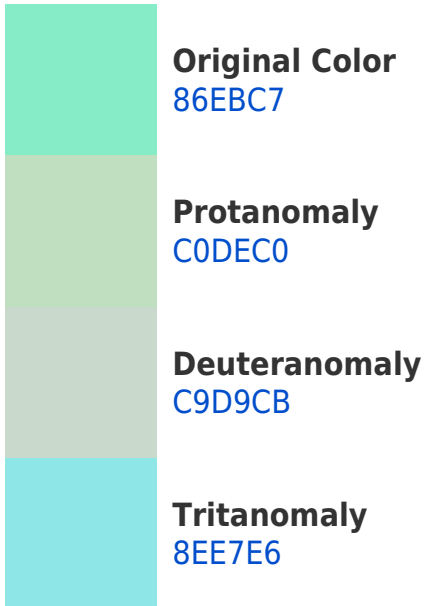 Original Color
86EBC7
Protanomaly
C0DEC0
Deuteranomaly
C9D9CB
Tritanomaly
8EE7E6